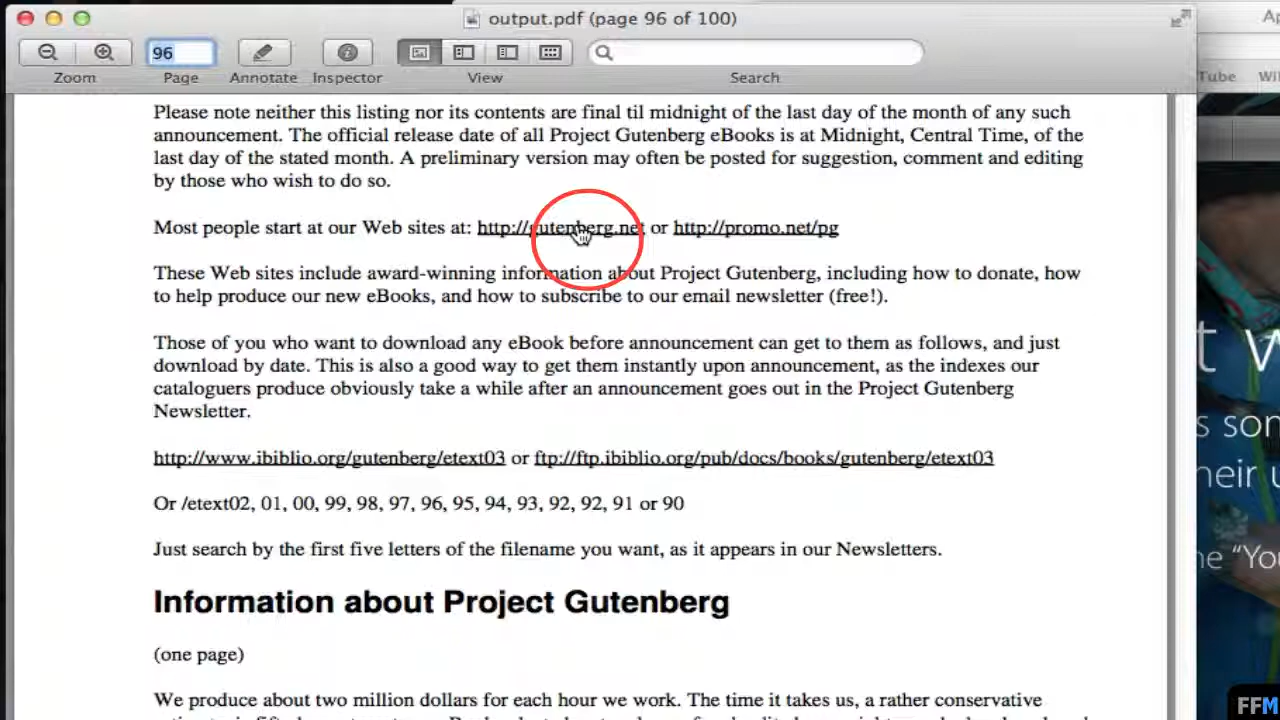 output.pdf (page 96 of 100)
96
Zoom Page Annotate Inspector View Search
Please note neither this listing nor its contents are final til midnight of the last day of the month of any such
announcement. The official release date of all Project Gutenberg eBooks is at Midnight, Central Time, of the
last day of the stated month. A preliminary version may often be posted for suggestion, comment and editing
by those who wish to do so.
Most people start at our Web sites at: http://gutenberg.net or http://promo.net/pg
These Web sites include award-winning information about Project Gutenberg, including how to donate, how
to help produce our new eBooks, and how to subscribe to our email newsletter (free!).
Those of you who want to download any eBook before announcement can get to them as follows, and just
download by date. This is also a good way to get them instantly upon announcement, as the indexes our
cataloguers produce obviously take a while after an announcement goes out in the Project Gutenberg
Newsletter.
http://www.ibiblio.org/gutenberg/etext03 or ftp://ftp.ibiblio.org/pub/docs/books/gutenberg/etext03
Or /etext02, 01, 00, 99, 98, 97, 96, 95, 94, 93, 92, 92, 91 or 90
Just search by the first five letters of the filename you want, as it appears in our Newsletters.
Information about Project Gutenberg
(one page)
We produce about two million dollars for each hour we work. The time it takes us, a rather conservative
FFM